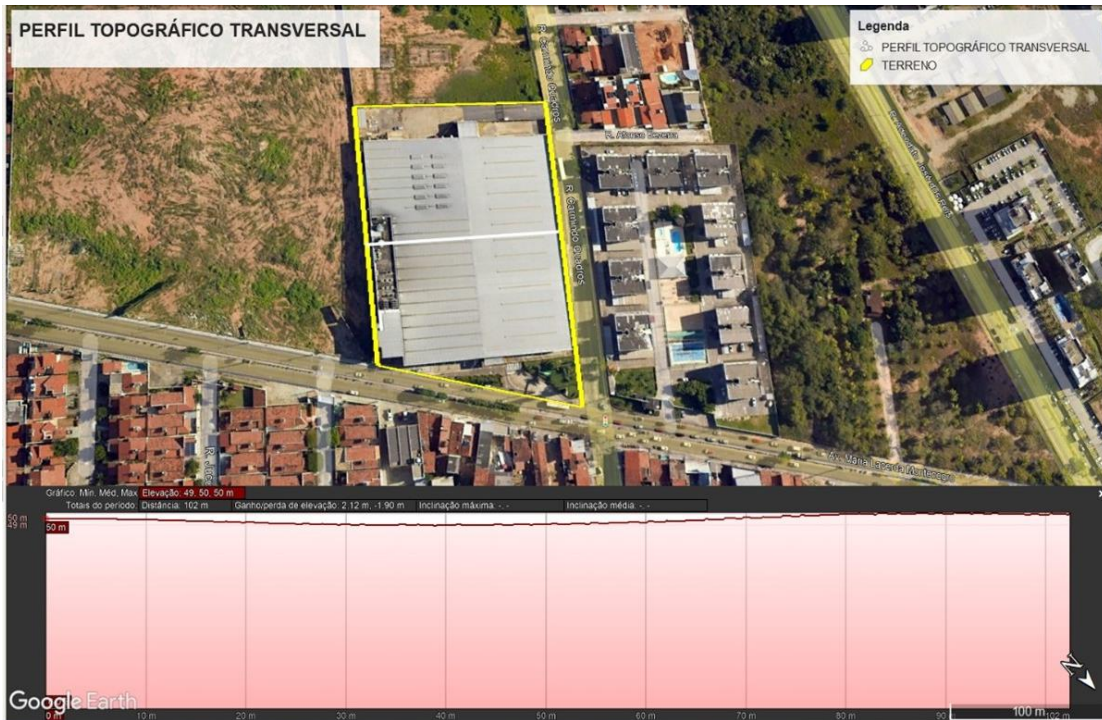 PERFIL TOPOGRÁFICO TRANSVERSAL
Legenda
PERFIL TOPOGRÁFICO TRANSVERSAL
TERRENO
R. Afonso Bezerra
Gráfico: Mín, Méd, Máx Elevação: 49, 50, 50 m
Totais do período: Distância: 102 m Ganho/perda de elevação: 2.12 m, -1.90 m Inclinação máxima: -, - Inclinação média: -, -
50 m
49 m
50 m
Google Earth
0 m 10 m 20 m 30 m 40 m 50 m 60 m 70 m 80 m 100 m 102 m
N